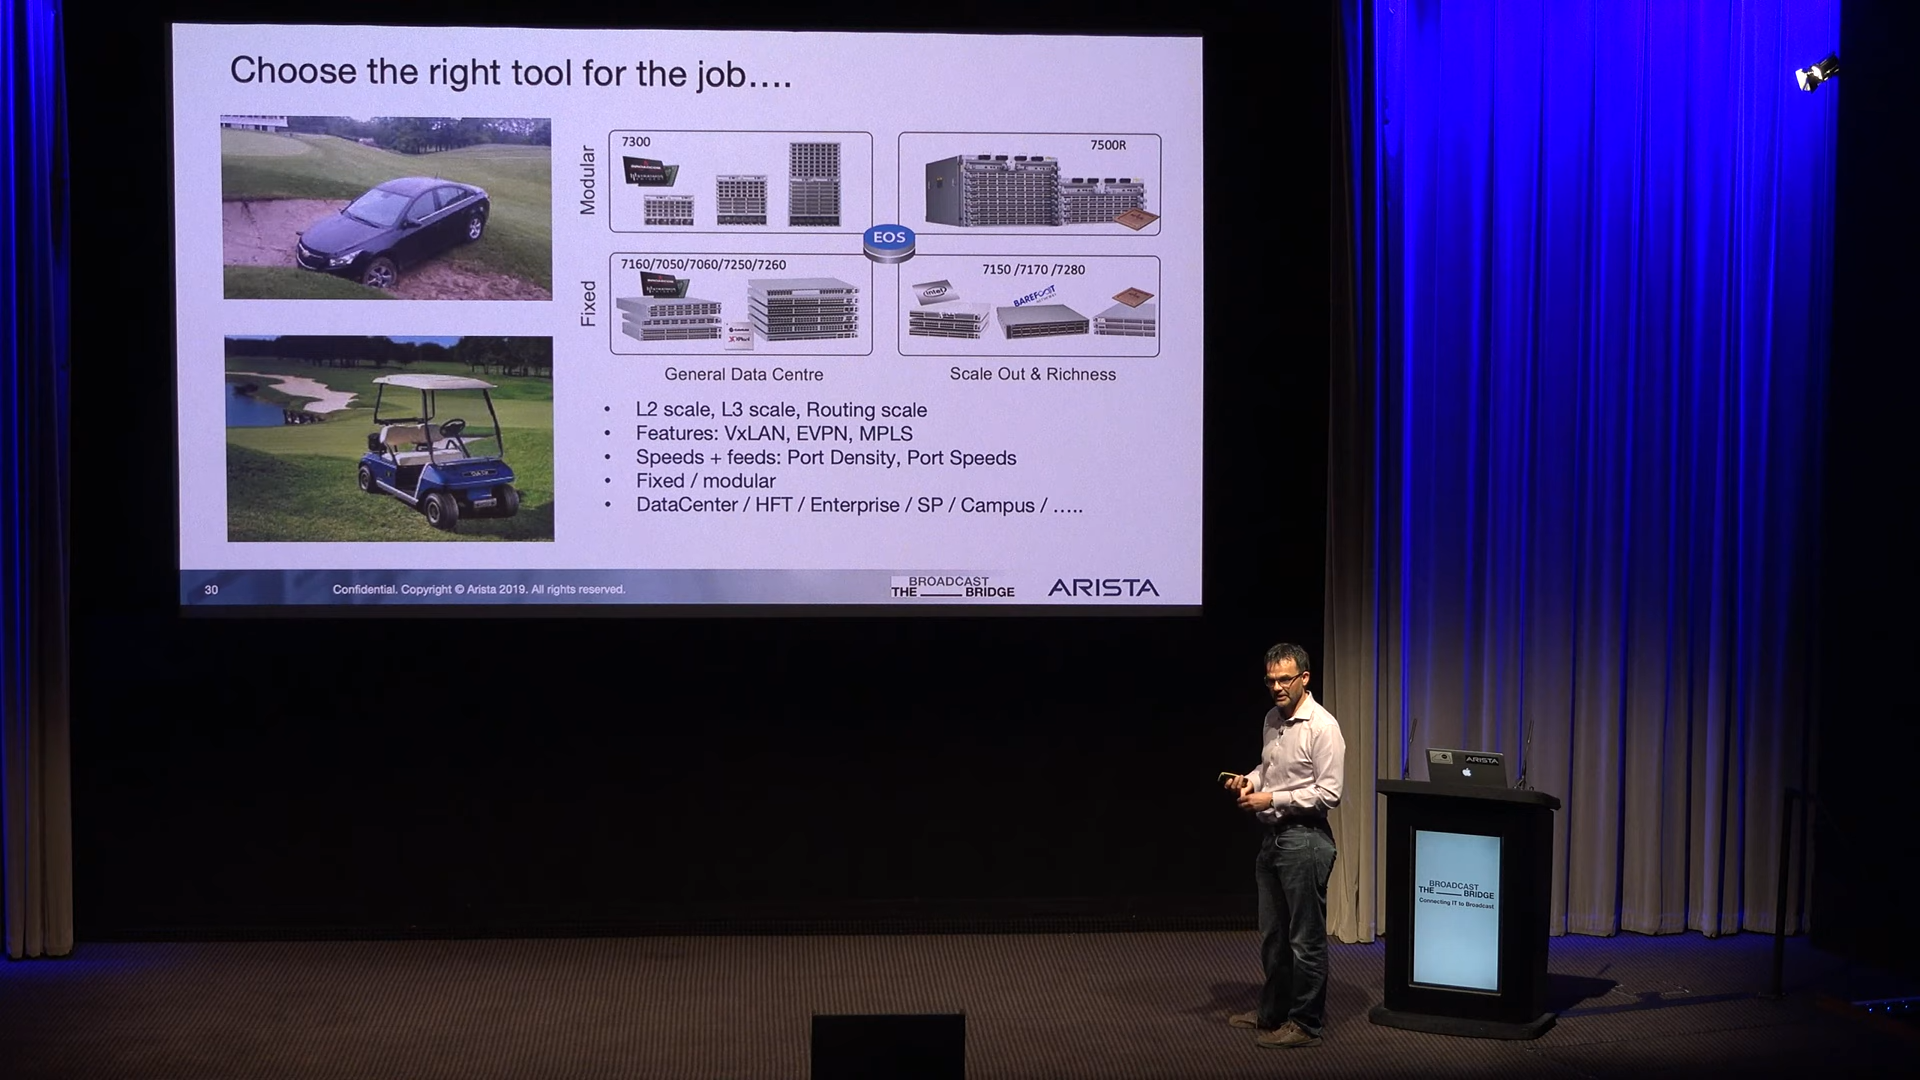 Choose the right tool for the job....
Modular
7300
7500R
EOS
Fixed
7160/7050/7060/7250/7260
7150 /7170 /7280
intel
BAREFOOT
General Data Centre
Scale Out & Richness
• L2 scale, L3 scale, Routing scale
• Features: VxLAN, EVPN, MPLS
• Speeds + feeds: Port Density, Port Speeds
• Fixed / modular
• DataCenter / HFT / Enterprise / SP / Campus / .....
30
Confidential. Copyright © Arista 2019. All rights reserved.
BROADCAST
THE ____ BRIDGE
ARISTA
ARISTA
BROADCAST
THE ____ BRIDGE
Connecting IT to Broadcast